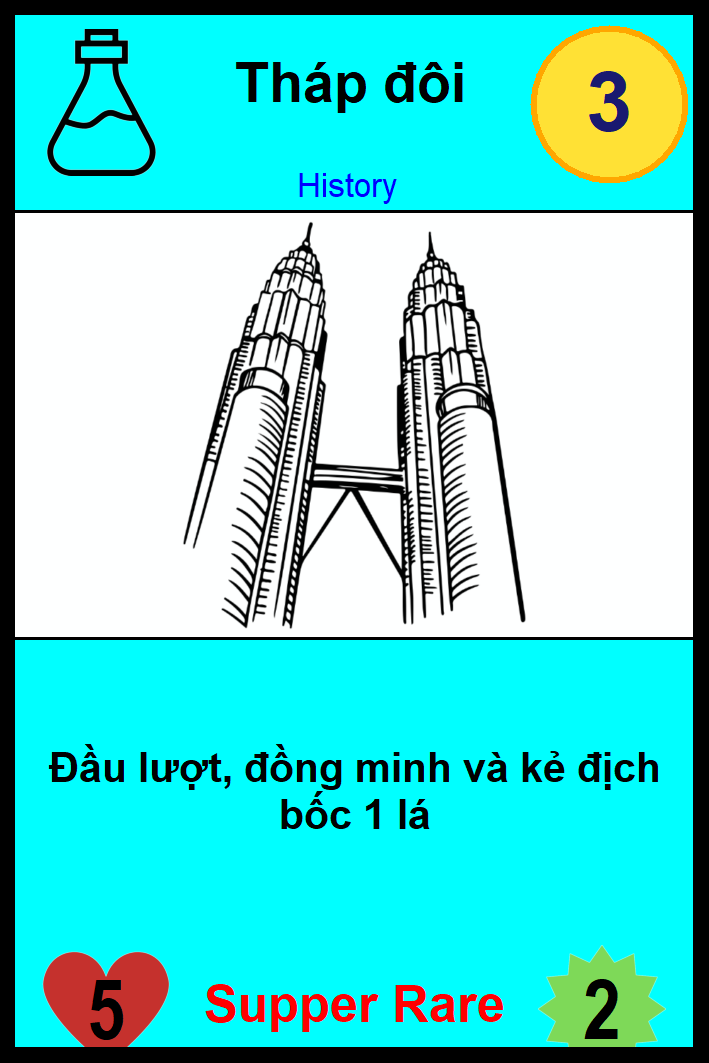 Tháp đôi
3
History
Đầu lượt, đồng minh và kẻ địch
bốc 1 lá
5
Supper Rare
2